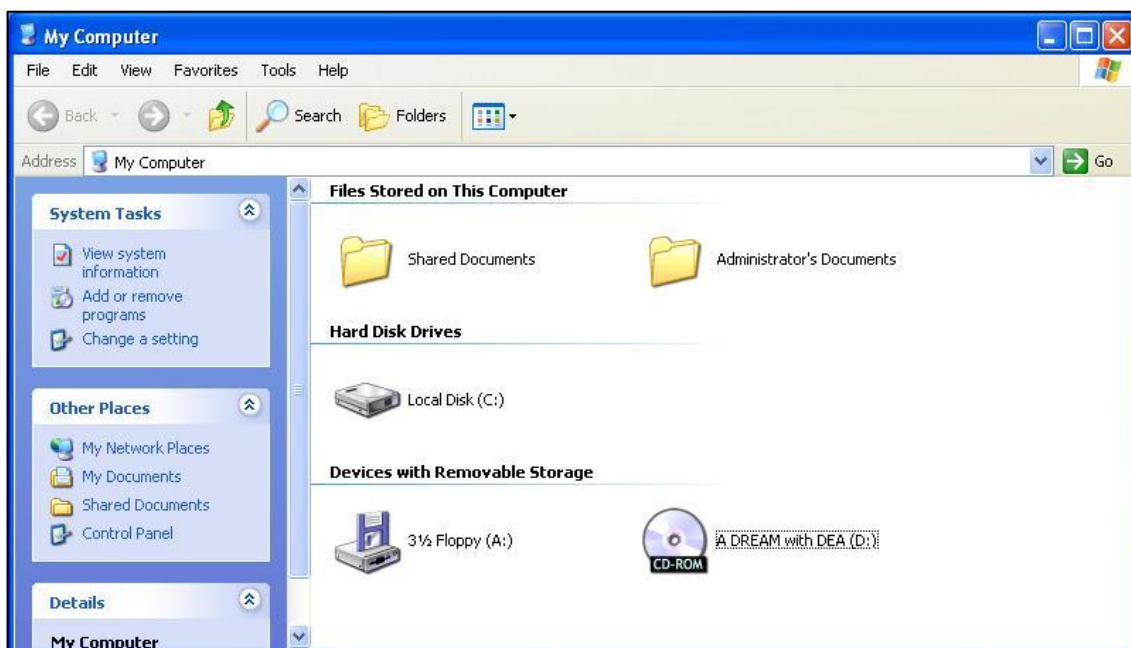 My Computer
File Edit View Favorites Tools Help
Back Search Folders
Address My Computer Go
System Tasks
View system
information
Add or remove
programs
Change a setting
Other Places
My Network Places
My Documents
Shared Documents
Control Panel
Details
My Computer
Files Stored on This Computer
Shared Documents Administrator's Documents
Hard Disk Drives
Local Disk (C:)
Devices with Removable Storage
3½ Floppy (A:) CD-ROM A DREAM with DEA (D:)